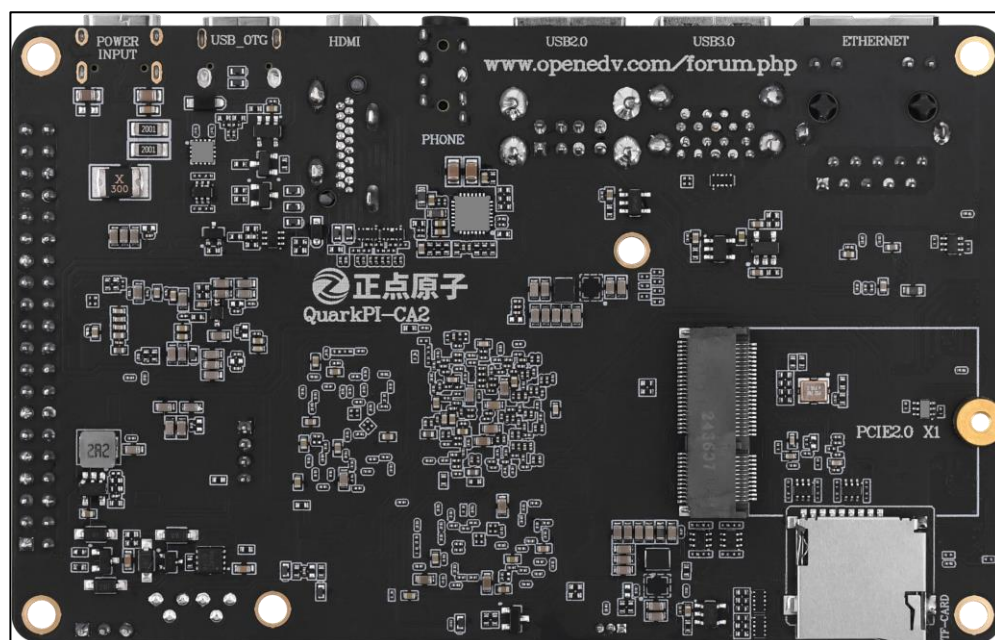 POWER
INPUT
USB_OTG
HDMI
USB2.0
USB3.0
ETHERNET
www.openedv.com/forum.php
PHONE
2001
2001
X
300
正点原子
QuarkPI-CA2
2R2
243637
PCIE2.0 X1
TF-CARD